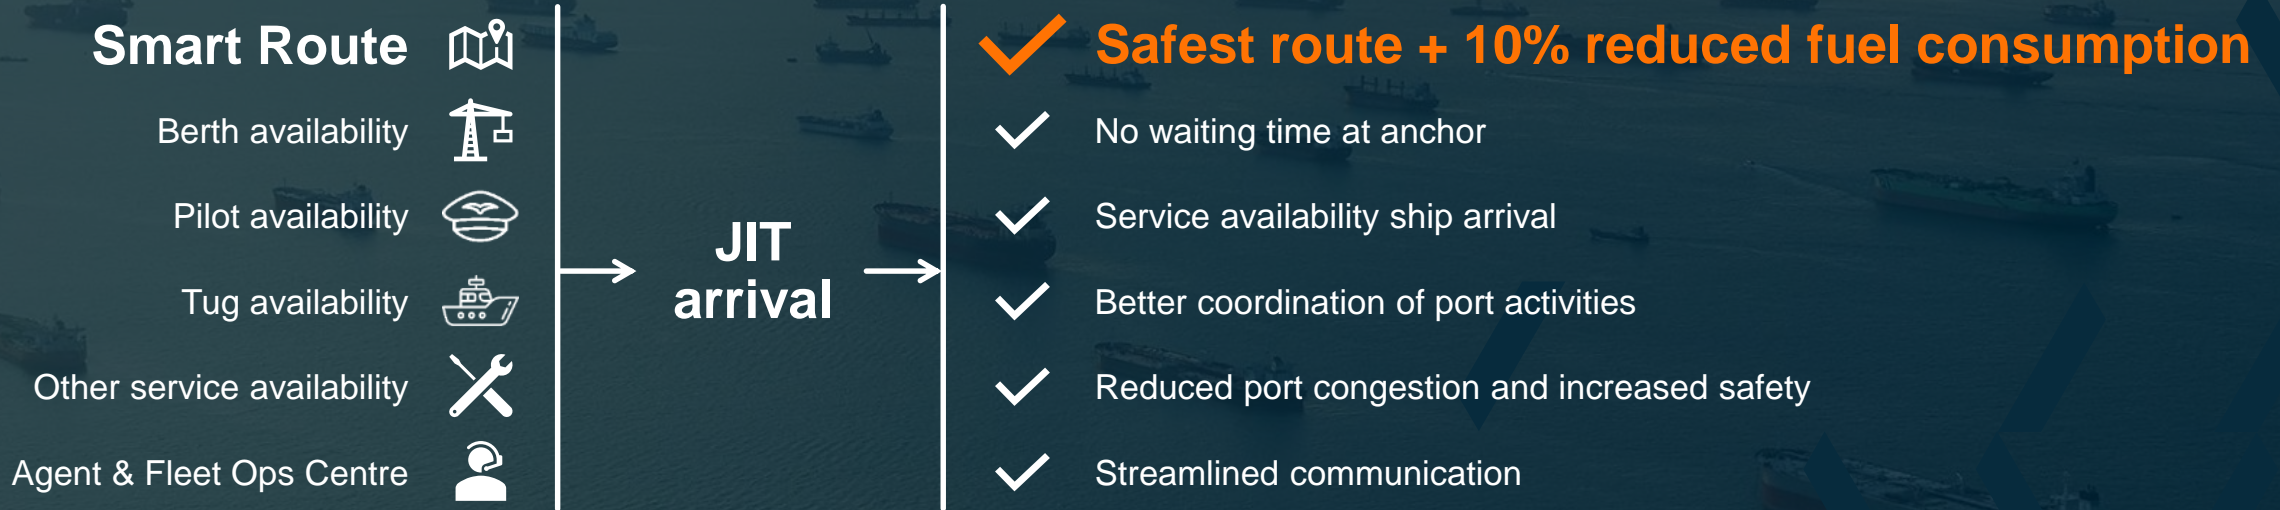 Smart Route
Berth availability
Pilot availability
Tug availability
Other service availability
Agent & Fleet Ops Centre
JIT
arrival
Safest route + 10% reduced fuel consumption
No waiting time at anchor
Service availability ship arrival
Better coordination of port activities
Reduced port congestion and increased safety
Streamlined communication